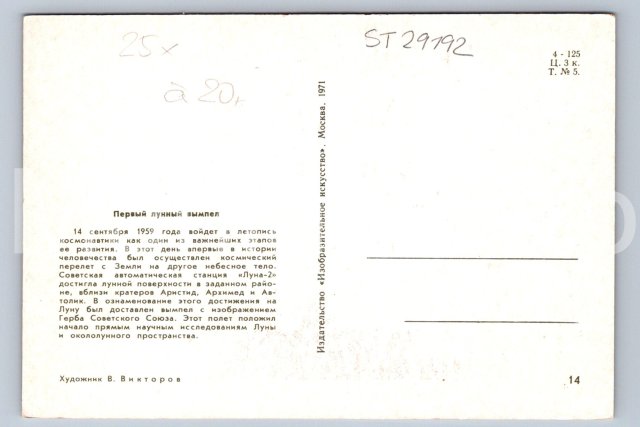 25x
à 20,
ST 29192
4 - 125
Ц. 3 к.
Т. № 5.
Первый лунный вымпел
14 сентября 1959 года войдет в летопись
космонавтики как один из важнейших этапов
ее развития. В этот день впервые в истории
человечества был осуществлен космический
перелет с Земли на другое небесное тело.
Советская автоматическая станция «Луна-2»
достигла лунной поверхности в заданном райо-
не, вблизи кратеров Аристид, Архимед и Ав-
толик. В ознаменование этого достижения на
Луну был доставлен вымпел с изображением
Герба Советского Союза. Этот полет положил
начало прямым научным исследованиям Луны
и окололунного пространства.
Художник В. Викторов
Издательство «Изобразительное искусство», Москва, 1971
14